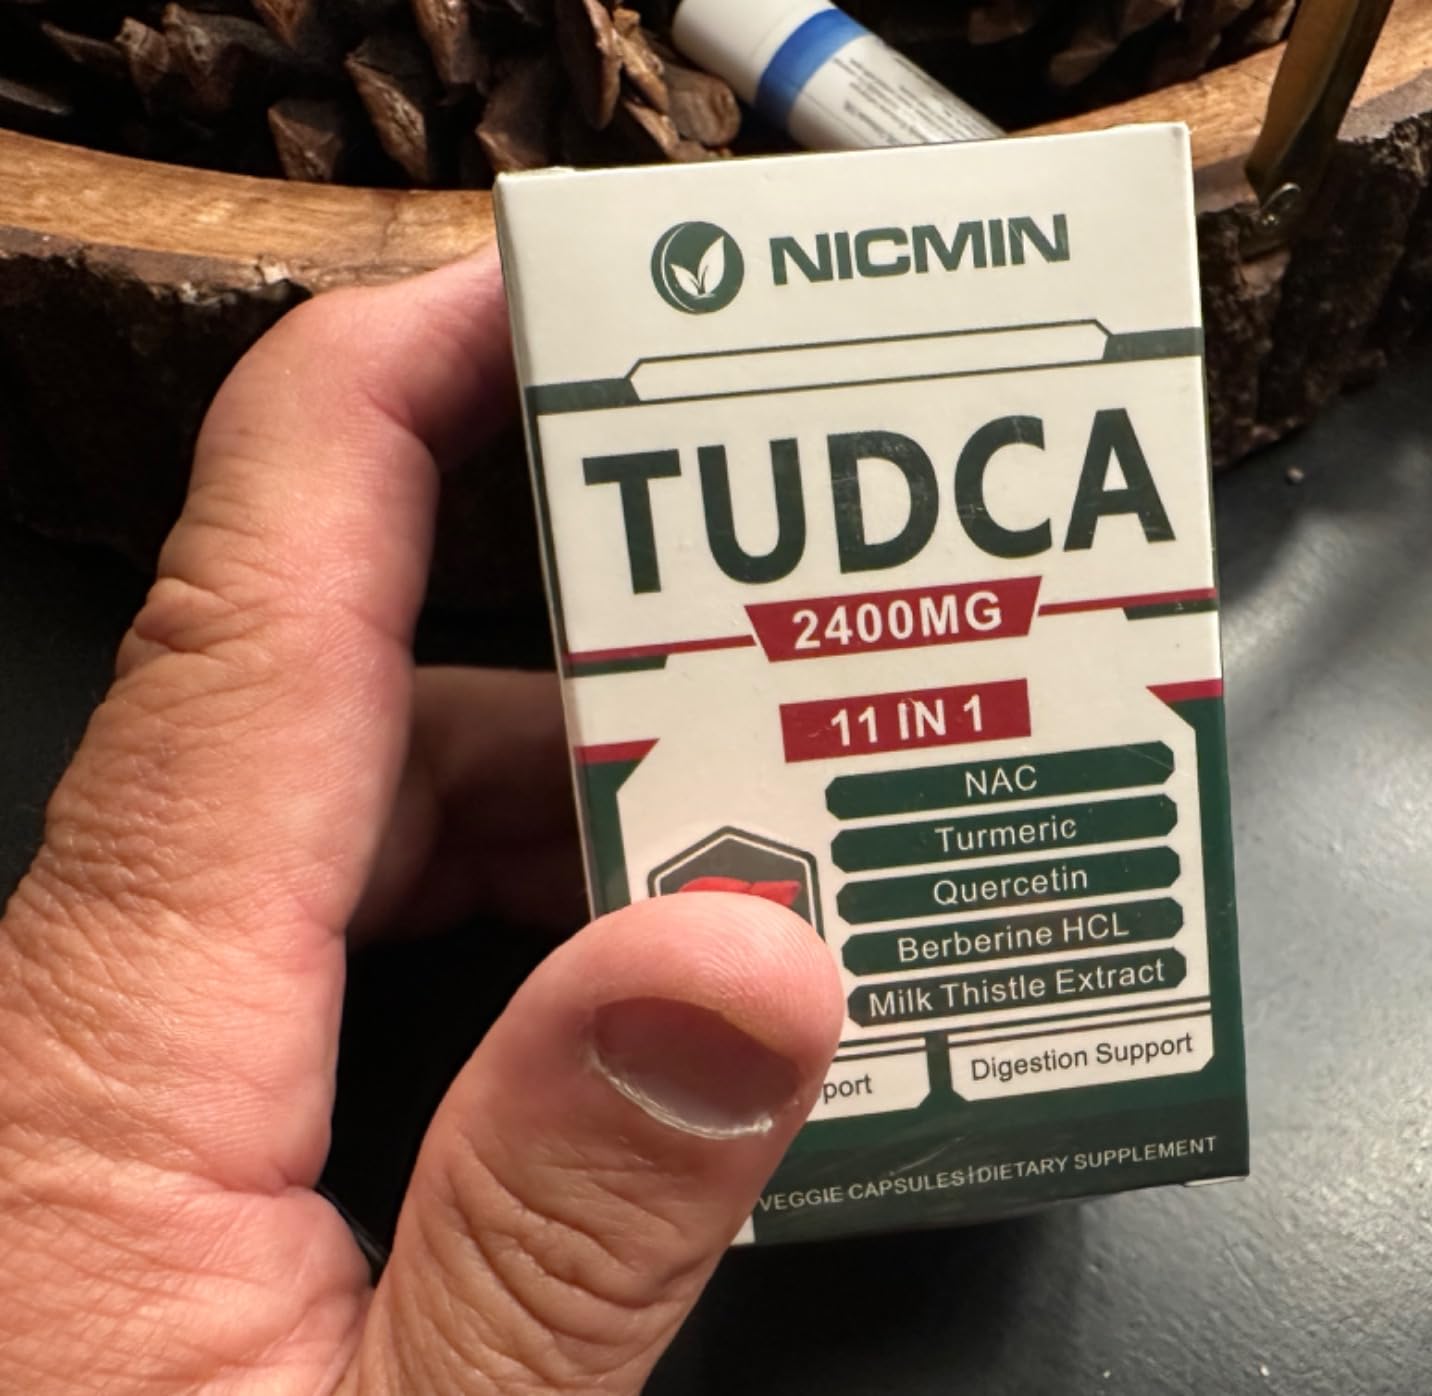 NICMIN
TUDCA
2400MG
11 IN 1
NAC
Turmeric
Quercetin
Berberine HCL
Milk Thistle Extract
port
Digestion Support
VEGGIE CAPSULES|DIETARY SUPPLEMENT